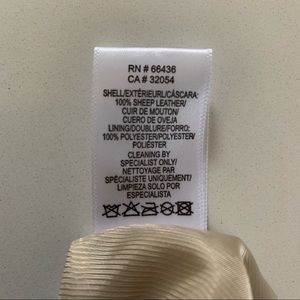 RN # 66436
CA # 32054
SHELL/EXTÉRIEUR/CÁSCARA:
100% SHEEP LEATHER/
CUIR DE MOUTON/
CUERO DE OVEJA
LINING/DOUBLURE/FORRO:
100% POLYESTER/POLYESTER/
POLIÉSTER
CLEANING BY
SPECIALIST ONLY/
NETTOYAGE PAR
SPÉCIALISTE UNIQUEMENT/
LIMPIEZA SOLO POR
ESPECIALISTA